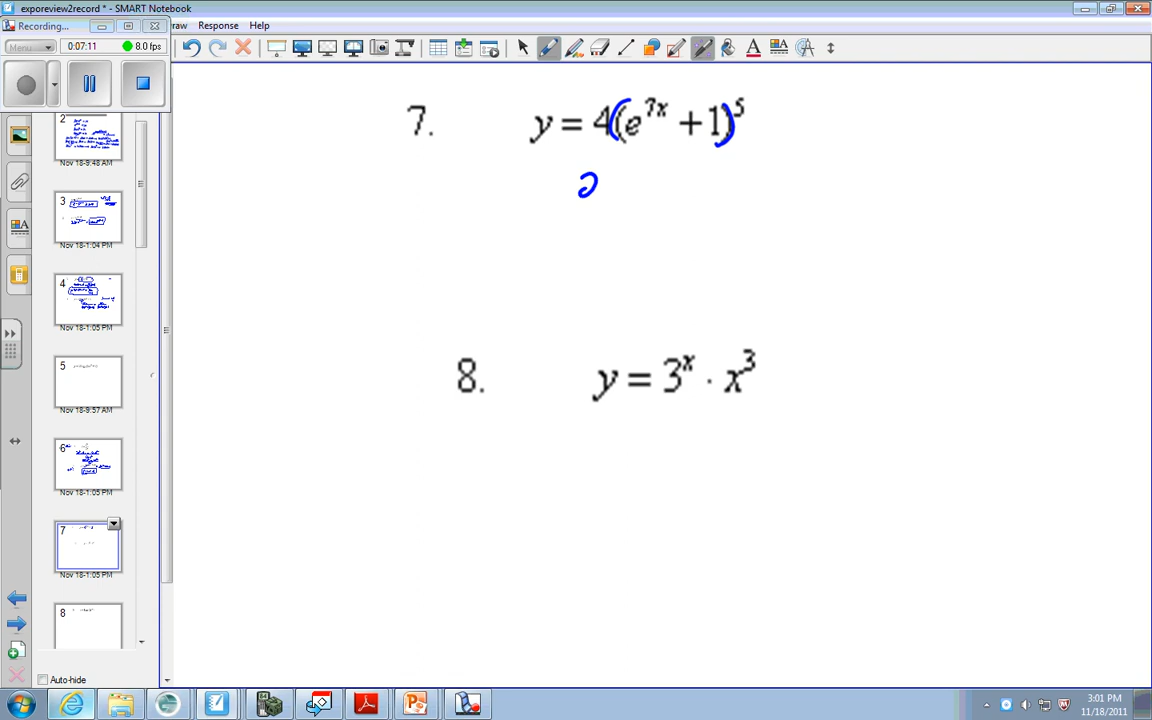 exporeview2record * - SMART Notebook
Recording...
raw Response Help
Menu 0:07:11 8.0 fps
2
Nov 18-9:48 AM
3
Nov 18-1:04 PM
4
Nov 18-1:05 PM
5
Nov 18-9:57 AM
6
Nov 18-1:05 PM
7
Nov 18-1:05 PM
8
Auto-hide
7. y = 4(e^{7x} + 1)^5
2
8. y = 3^x · x^3
3:01 PM
11/18/2011